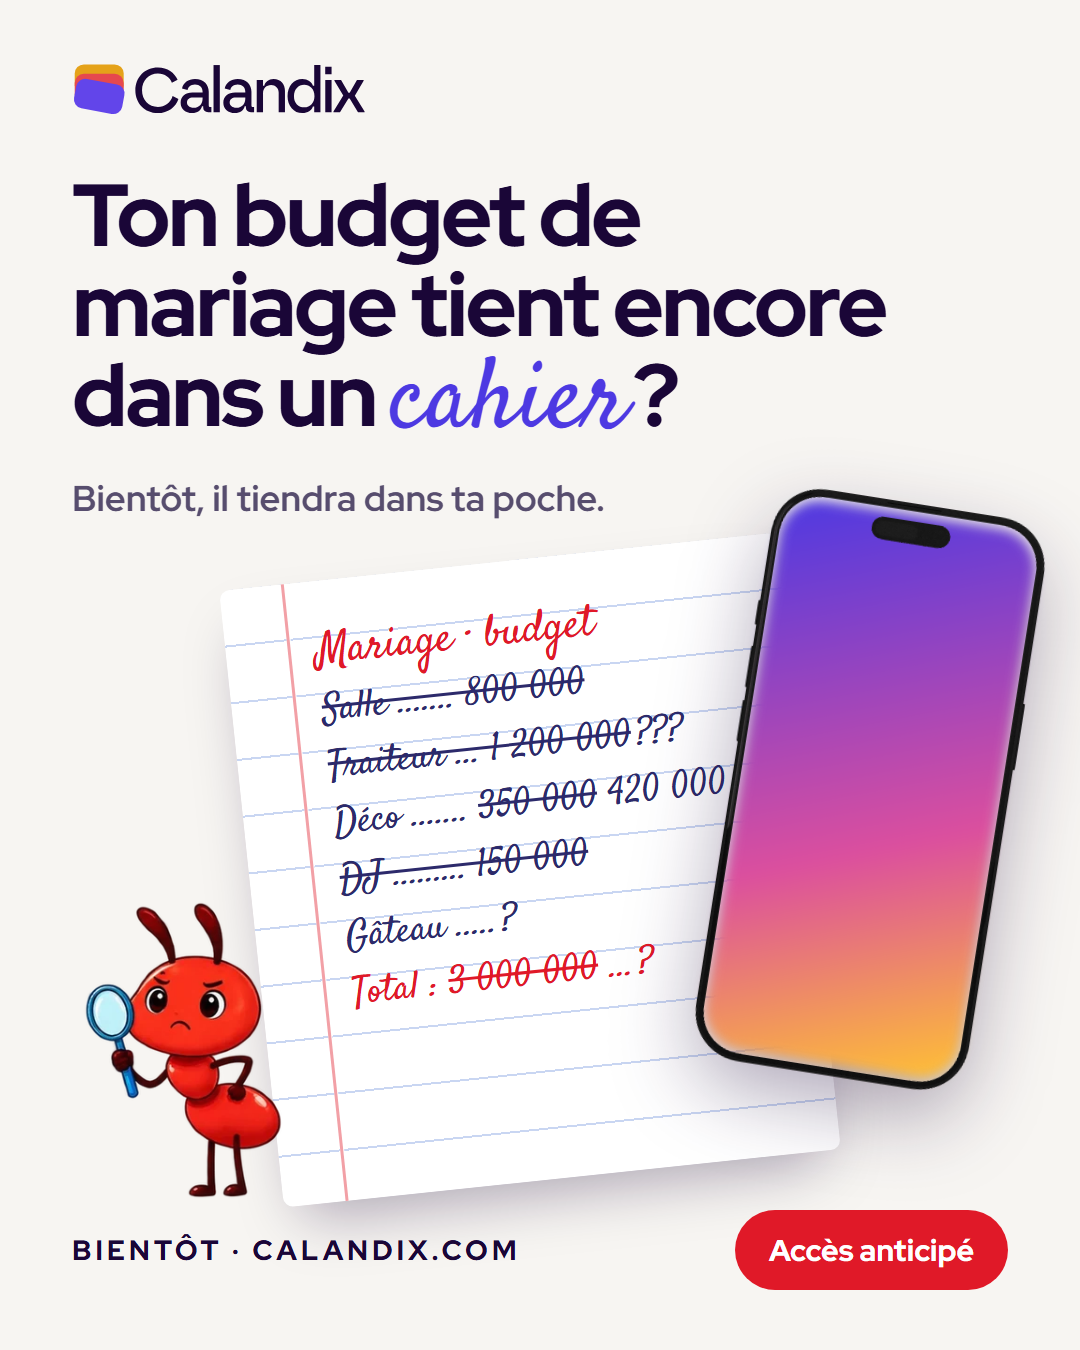 Calandix
Ton budget de
mariage tient encore
dans un cahier ?
Bientôt, il tiendra dans ta poche.
Mariage · budget
Salle ....... 800 000
Traiteur ... 1 200 000 ???
Déco ....... 350 000 420 000
DJ ......... 150 000
Gâteau ..... ?
Total : 3 000 000 ... ?
BIENTÔT · CALANDIX.COM
Accès anticipé